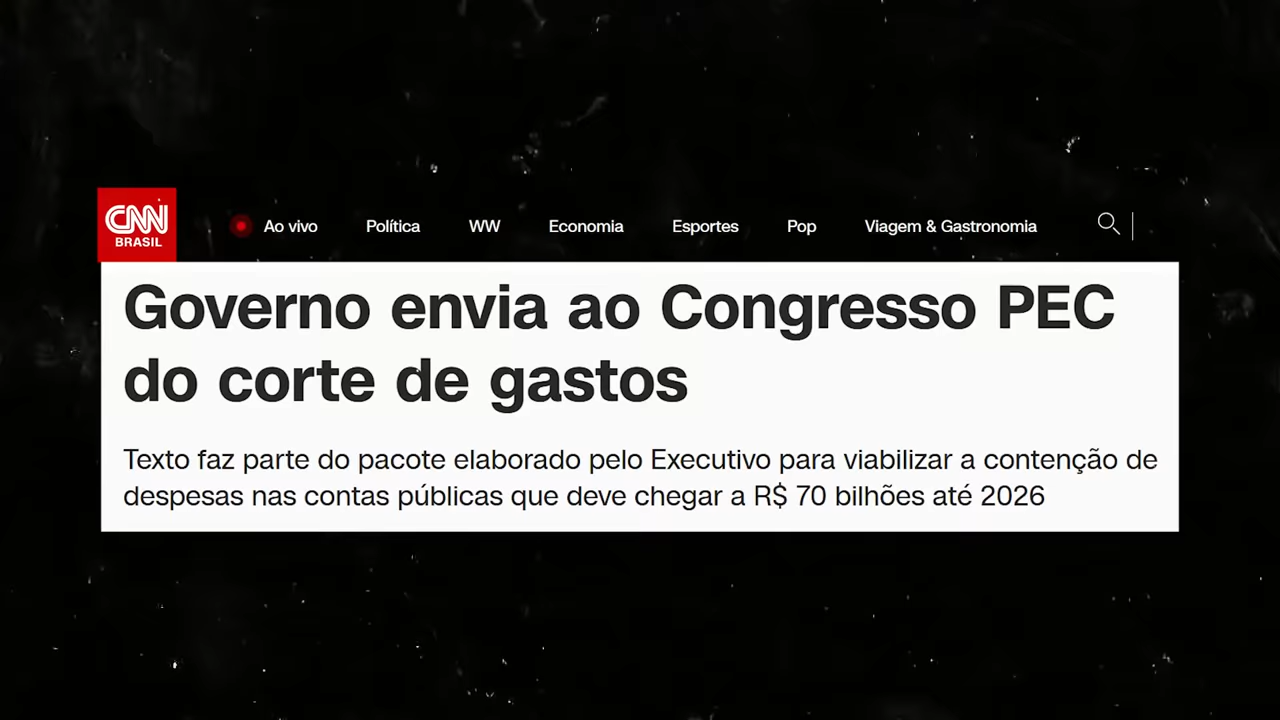 CNN
BRASIL
Ao vivo Política WW Economia Esportes Pop Viagem & Gastronomia
Governo envia ao Congresso PEC
do corte de gastos
Texto faz parte do pacote elaborado pelo Executivo para viabilizar a contenção de
despesas nas contas públicas que deve chegar a R$ 70 bilhões até 2026